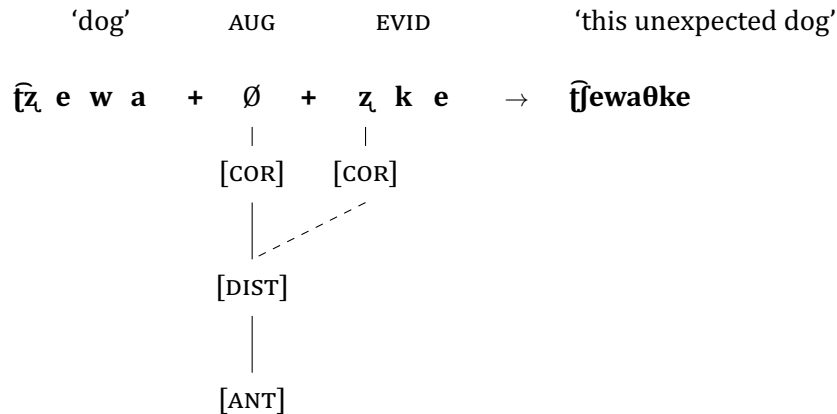 ‘dog’ AUG EVID ‘this unexpected dog’
ʈ͡ʐ e w a + Ø + ʐ k e → ʈ͡ʃewaθke
[COR] [COR]
[DIST]
[ANT]